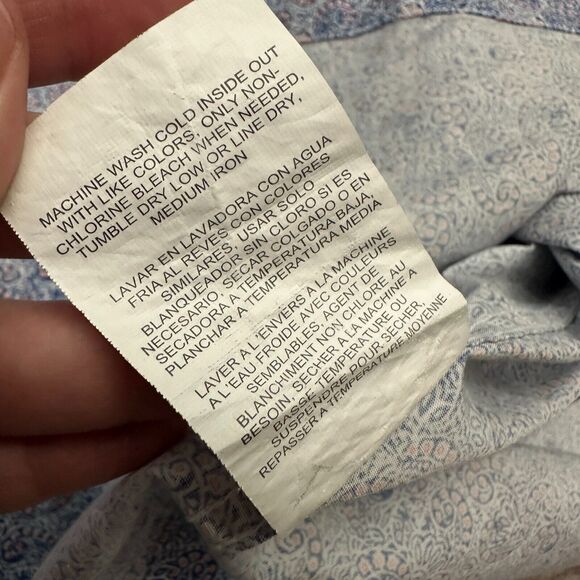 MACHINE WASH COLD INSIDE OUT
WITH LIKE COLORS. ONLY NON-
CHLORINE BLEACH WHEN NEEDED,
TUMBLE DRY LOW OR LINE DRY,
MEDIUM IRON
LAVAR EN LAVADORA CON AGUA
FRIA AL REVÉS CON COLORES
SIMILARES. USAR SOLO
BLANQUEADOR SIN CLORO SI ES
NECESARIO, SECAR COLGADO O EN
SECADORA A TEMPERATURA BAJA,
PLANCHAR A TEMPERATURA MEDIA
LAVER À L'ENVERS A LA MACHINE
A L'EAU FROIDE AVEC COULEURS
SEMBLABLES, AGENT DE
BLANCHIMENT NON CHLORE AU
BESOIN, SECHER A LA MACHINE A
BASSE TEMPERATURE OU
SUSPENDRE POUR SECHER,
REPASSER A TEMPERATURE MOYENNE